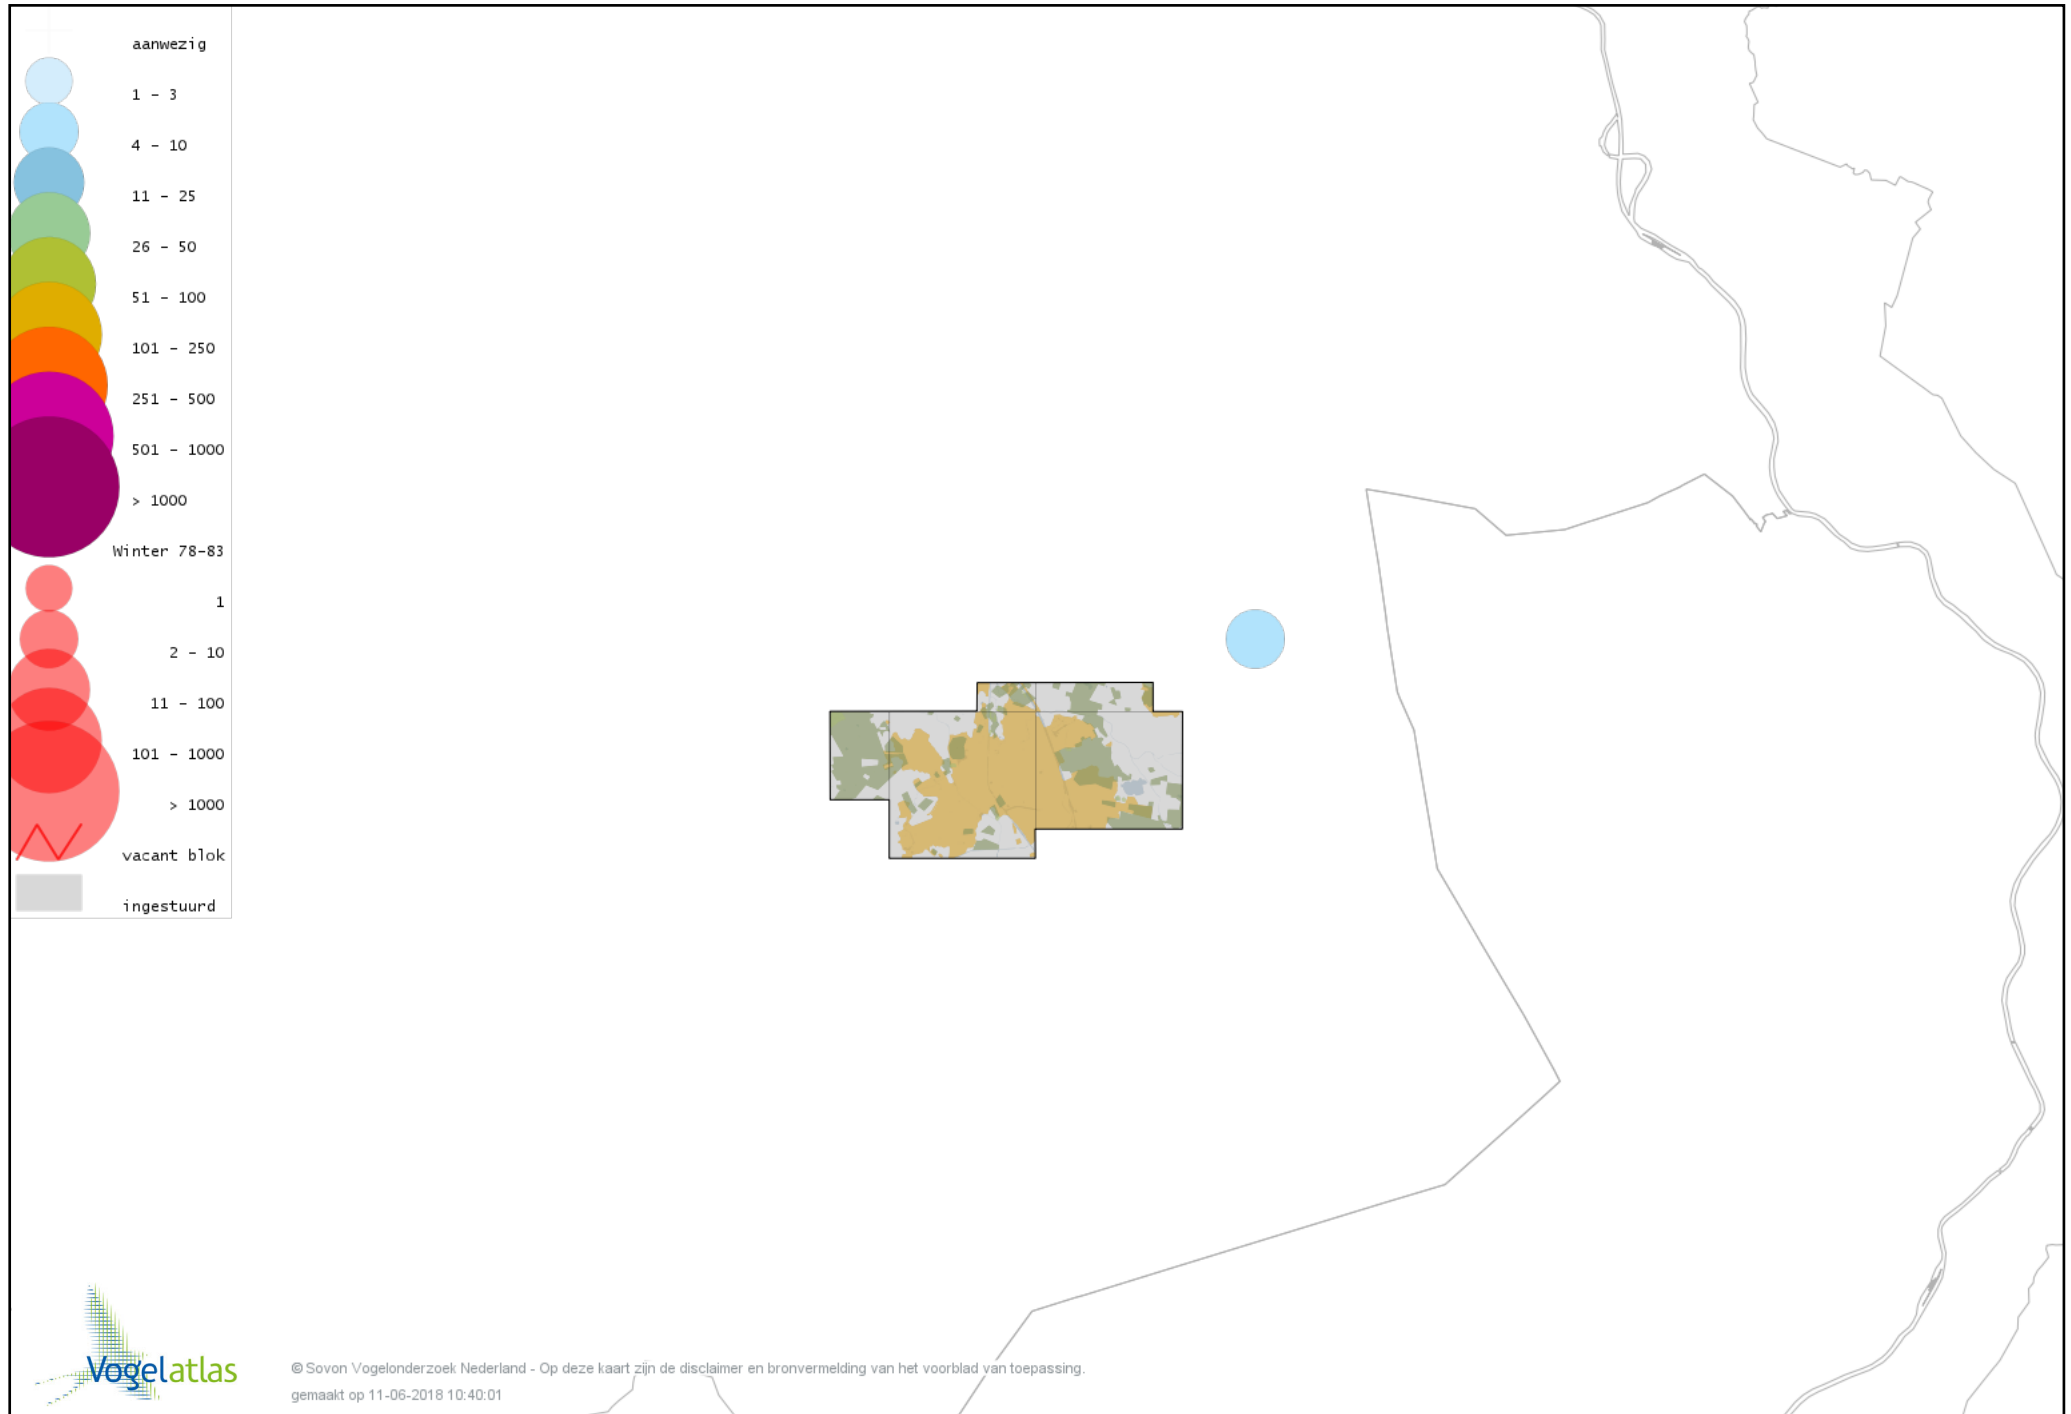 aanwezig
1 - 3
4 - 10
11 - 25
26 - 50
51 - 100
101 - 250
251 - 500
501 - 1000
> 1000
Winter 78-83
1
2 - 10
11 - 100
101 - 1000
> 1000
vacant blok
ingestuurd
Vogelatlas
© Sovon Vogelonderzoek Nederland - Op deze kaart zijn de disclaimer en bronvermelding van het voorblad van toepassing.
gemaakt op 11-06-2018 10:40:01